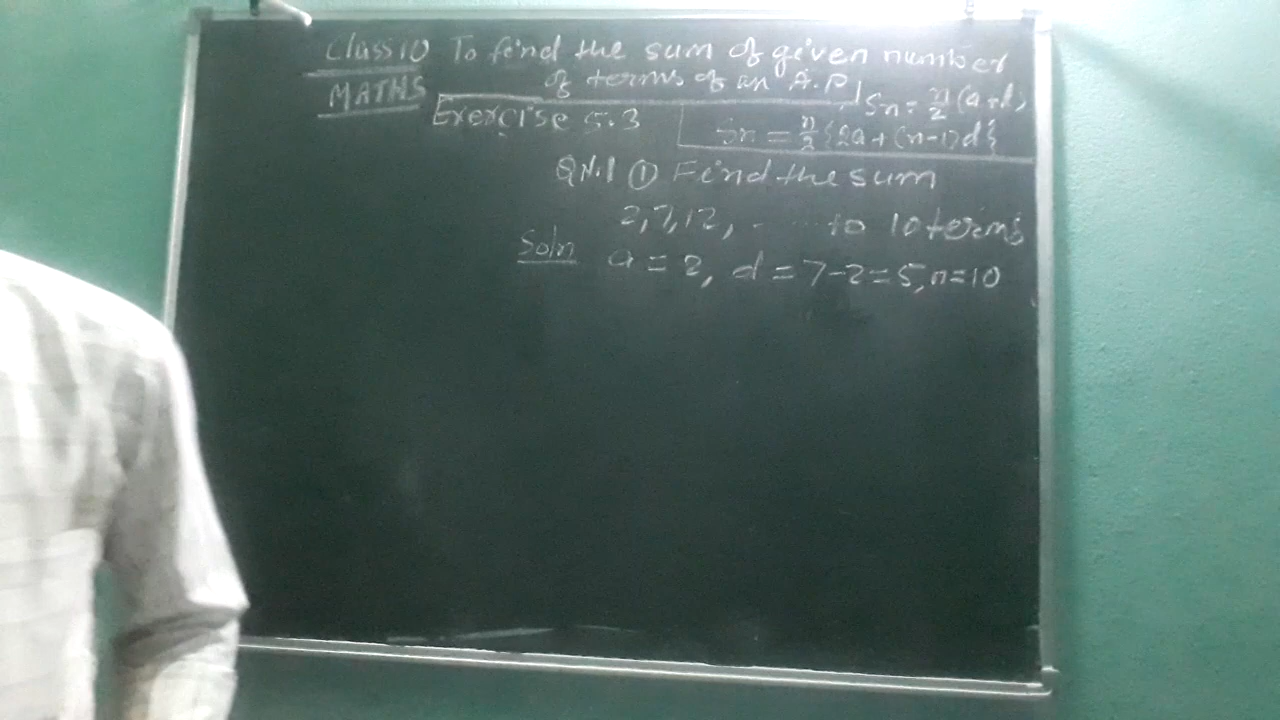 Class 10 To find the sum of given number
MATHS of terms of an A.P
Sn = n/2 (a+l)
Exercise 5.3
Sn = n/2 {2a+(n-1)d}
QN.1 ① Find the sum
2,7,12, ..... to 10 terms
Soln a = 2, d = 7-2=5, n=10